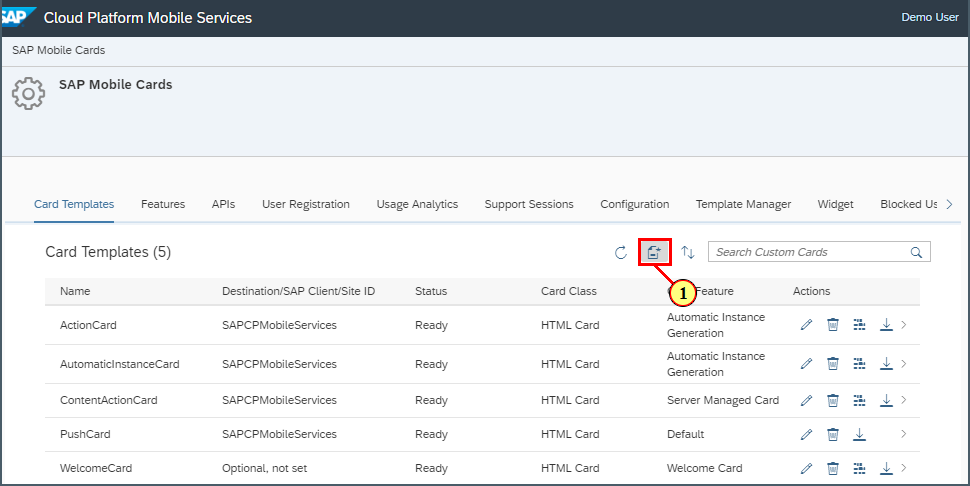 SAP Cloud Platform Mobile Services Demo User
SAP Mobile Cards
SAP Mobile Cards
Card Templates Features APIs User Registration Usage Analytics Support Sessions Configuration Template Manager Widget Blocked Us
Card Templates (5) Search Custom Cards
1
Name Destination/SAP Client/Site ID Status Card Class Feature Actions
ActionCard SAPCPMobileServices Ready HTML Card Automatic Instance
Generation
AutomaticInstanceCard SAPCPMobileServices Ready HTML Card Automatic Instance
Generation
ContentActionCard SAPCPMobileServices Ready HTML Card Server Managed Card
PushCard SAPCPMobileServices Ready HTML Card Default
WelcomeCard Optional, not set Ready HTML Card Welcome Card